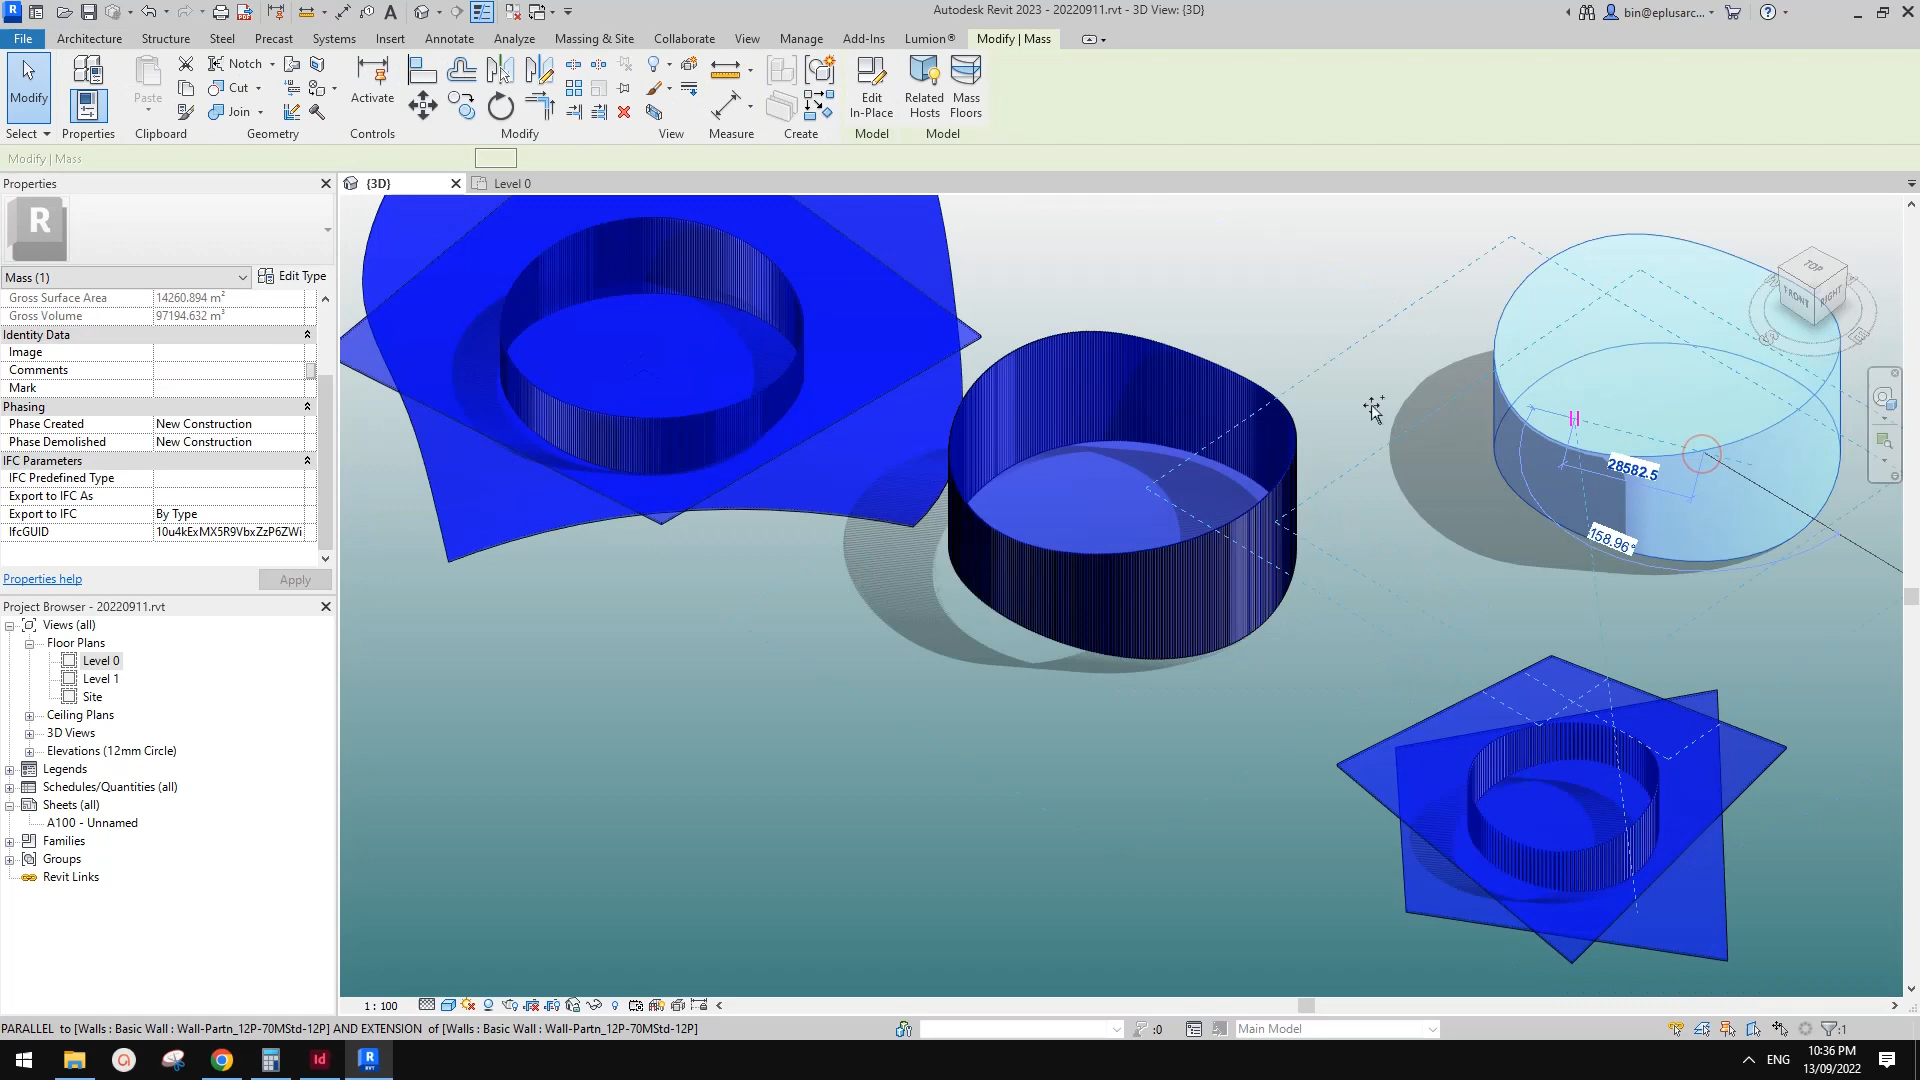 Autodesk Revit 2023 - 20220911.rvt - 3D View: {3D}
bin@eplusarc...
File Architecture Structure Steel Precast Systems Insert Annotate Analyze Massing & Site Collaborate View Manage Add-Ins Lumion® Modify | Mass
Modify
Paste
Notch
Cut
Join
Activate
Edit
In-Place
Related
Hosts
Mass
Floors
Select Properties Clipboard Geometry Controls Modify View Measure Create Model Model
Modify | Mass
Properties
{3D}
Level 0
R
Mass (1)
Edit Type
Gross Surface Area 14260.894 m²
Gross Volume 97194.632 m³
Identity Data
Image
Comments
Mark
Phasing
Phase Created New Construction
Phase Demolished New Construction
IFC Parameters
IFC Predefined Type
Export to IFC As
Export to IFC By Type
IfcGUID 10u4kExMX5R9VbxZzP6ZWi
Properties help
Apply
Project Browser - 20220911.rvt
Views (all)
Floor Plans
Level 0
Level 1
Site
Ceiling Plans
3D Views
Elevations (12mm Circle)
Legends
Schedules/Quantities (all)
Sheets (all)
A100 - Unnamed
Families
Groups
Revit Links
TOP
FRONT
RIGHT
28582.5
158.96°
1 : 100
PARALLEL to [Walls : Basic Wall : Wall-Partn_12P-70MStd-12P] AND EXTENSION of [Walls : Basic Wall : Wall-Partn_12P-70MStd-12P]
:0
Main Model
:1
Id
R
RVT
ENG
10:36 PM
13/09/2022